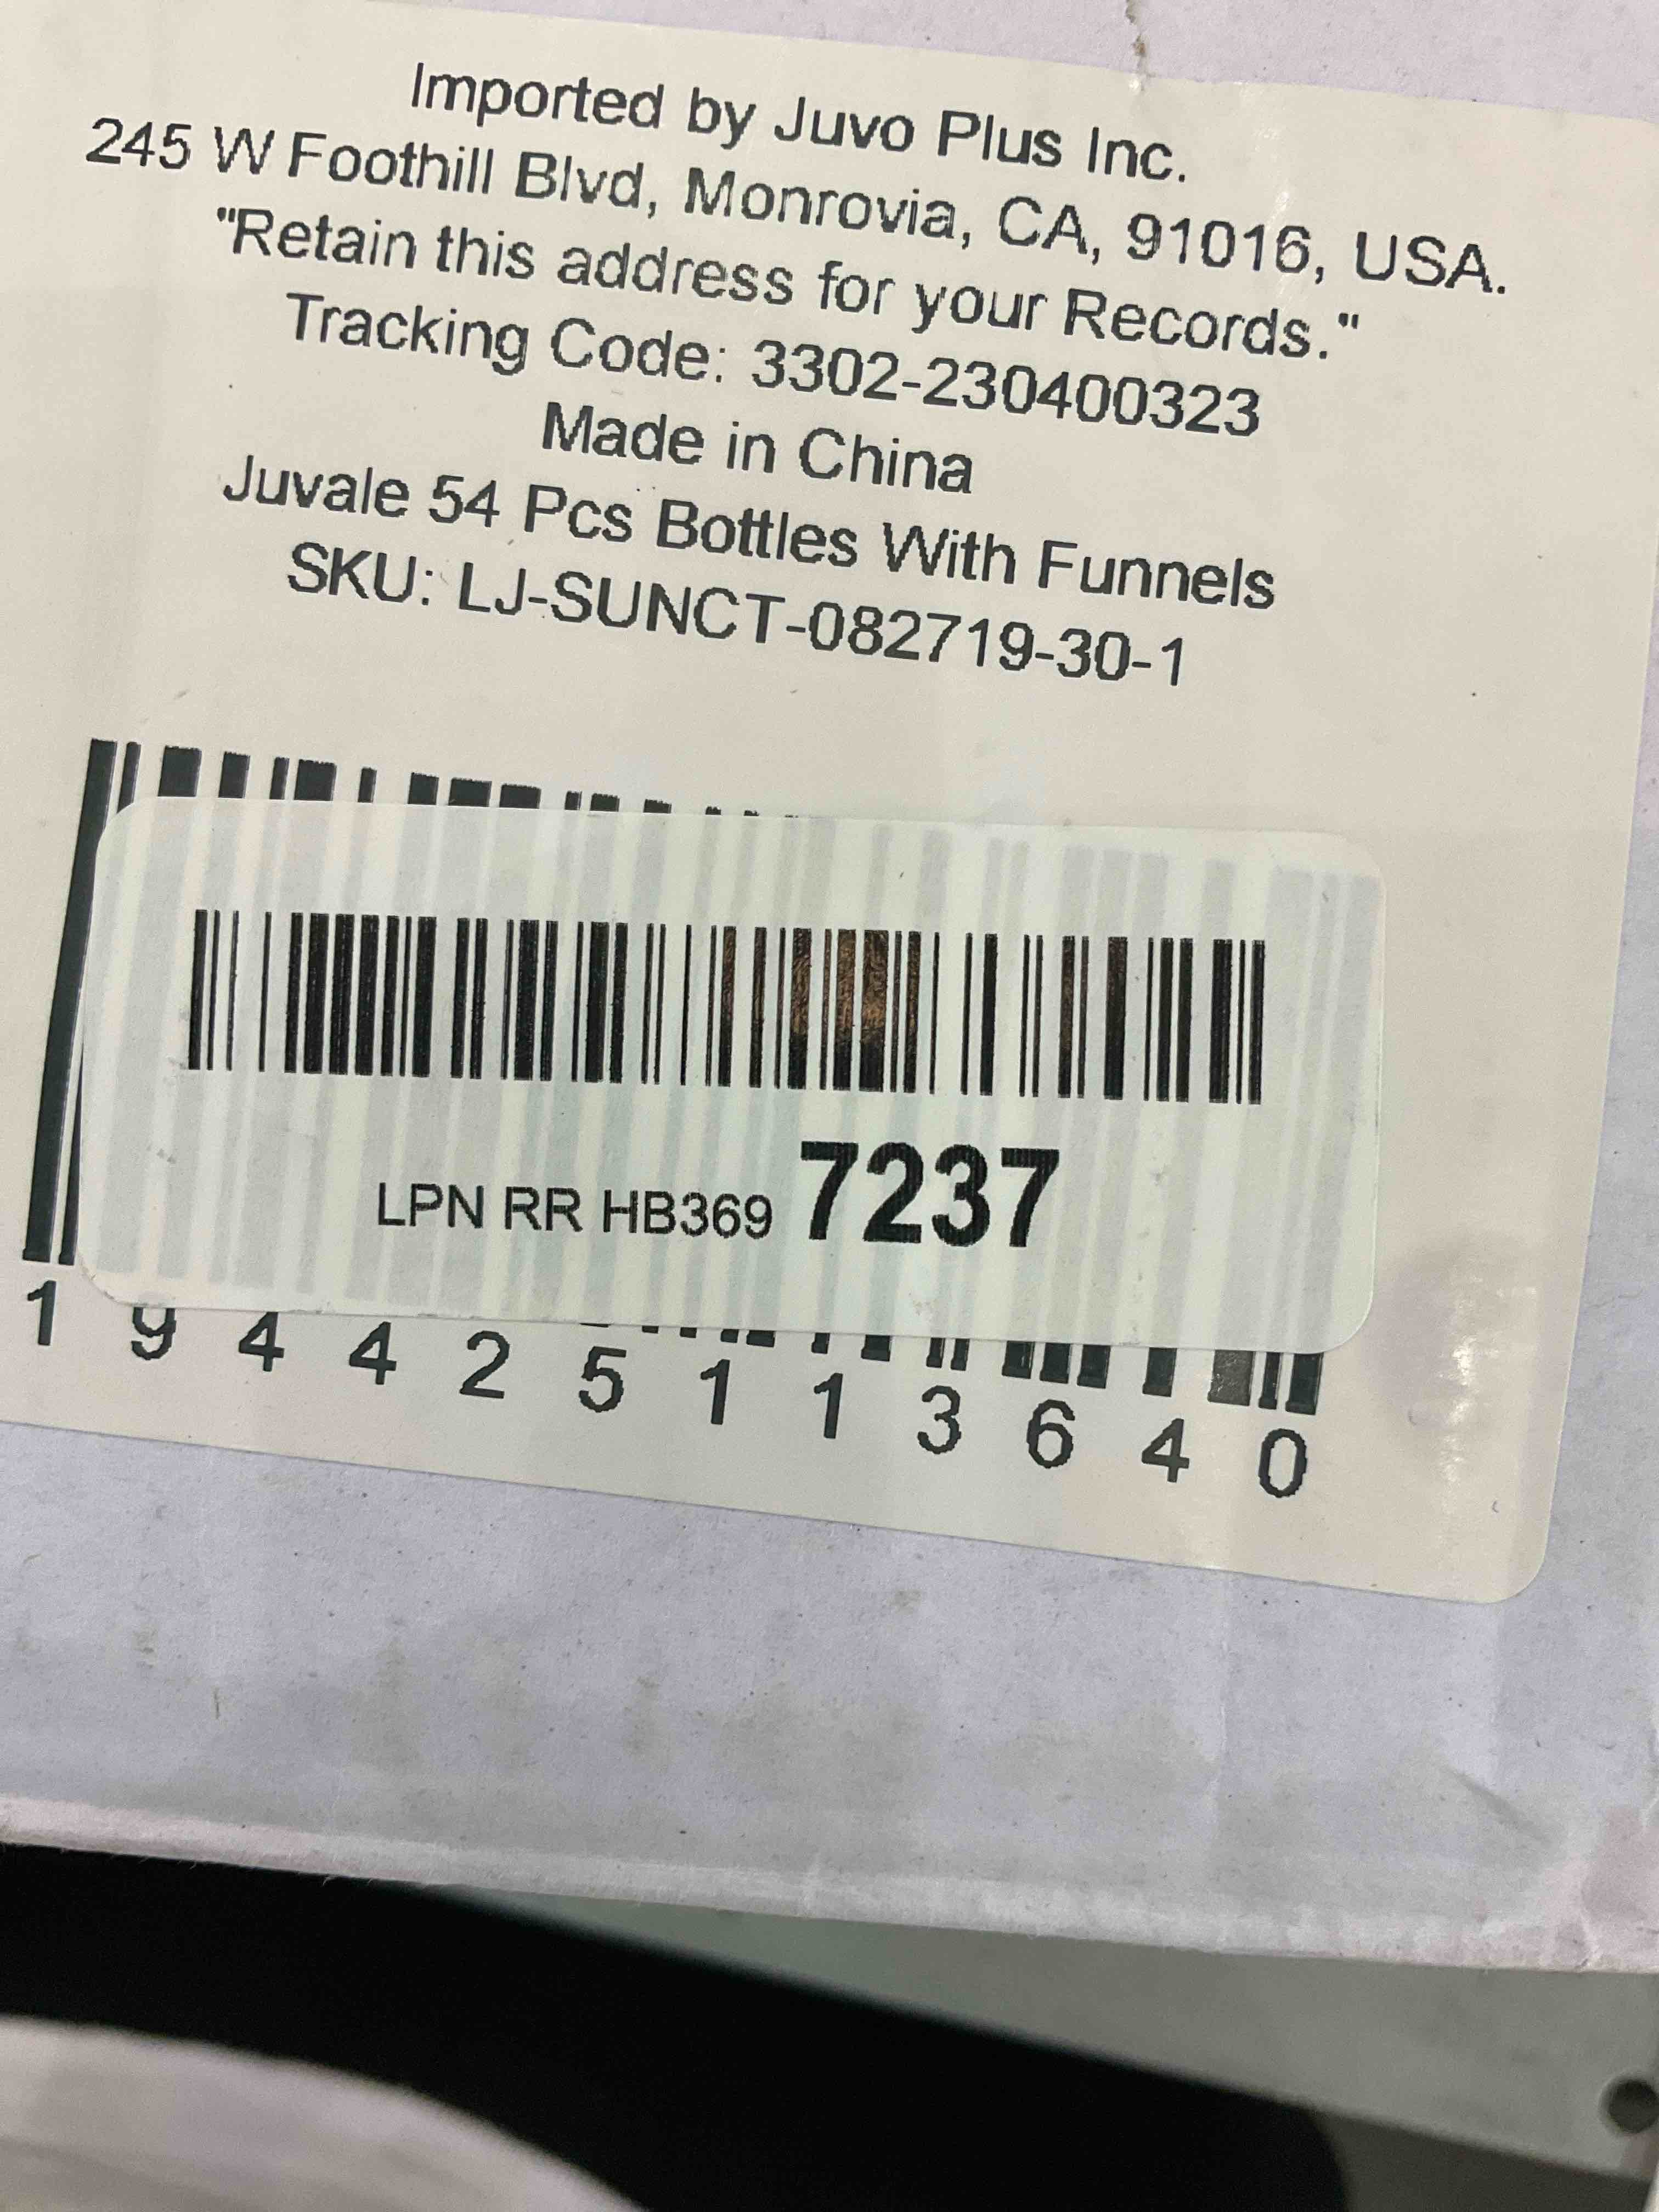 Imported by Juvo Plus Inc.
245 W Foothill Blvd, Monrovia, CA, 91016, USA.
"Retain this address for your Records."
Tracking Code: 3302-230400323
Made in China
Juvale 54 Pcs Bottles With Funnels
SKU: LJ-SUNCT-082719-30-1
LPN RR HB369 7237
1 9 4 4 2 5 1 1 3 6 4 0